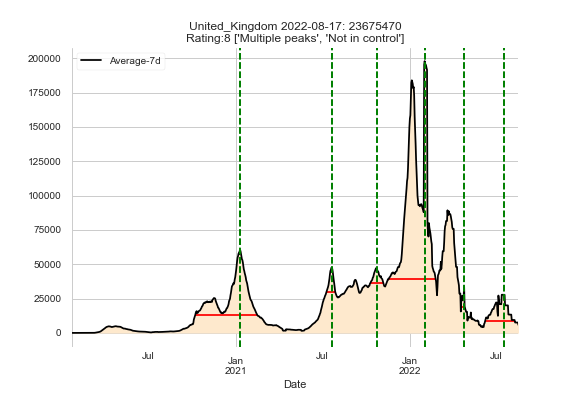 United_Kingdom 2022-08-17: 23675470
Rating:8 ['Multiple peaks', 'Not in control']
Average-7d
200000
175000
150000
125000
100000
75000
50000
25000
0
Jul
Jan
2021
Jul
Jan
2022
Jul
Date